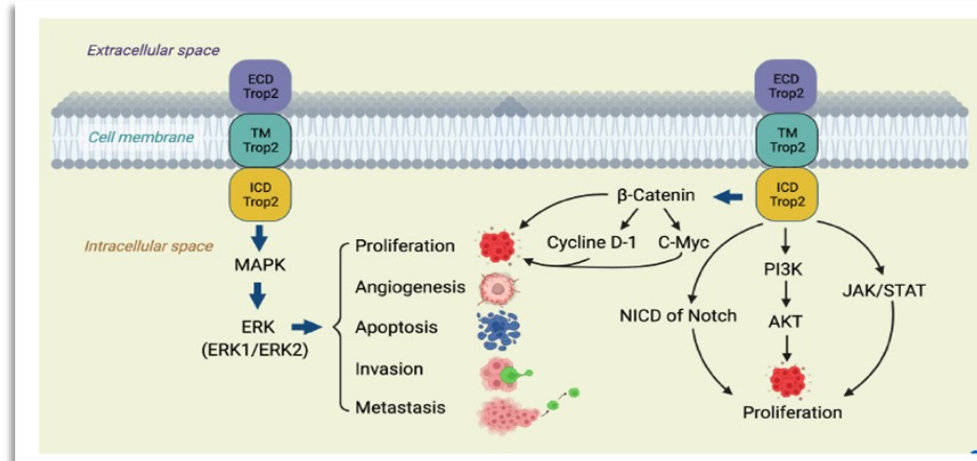 Extracellular space
ECD
Trop2
ECD
Trop2
Cell membrane
TM
Trop2
TM
Trop2
ICD
Trop2
ICD
Trop2
Intracellular space
MAPK
ERK
(ERK1/ERK2)
Proliferation
Angiogenesis
Apoptosis
Invasion
Metastasis
β-Catenin
Cycline D-1
C-Myc
NICD of Notch
PI3K
AKT
JAK/STAT
Proliferation